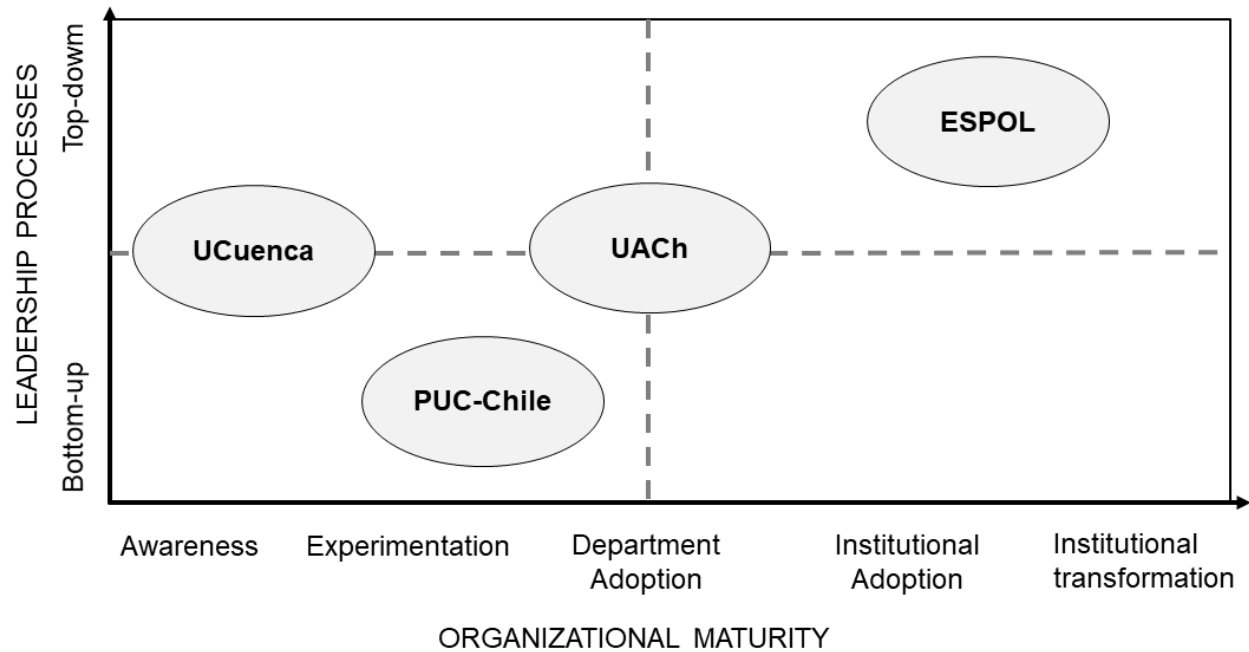 LEADERSHIP PROCESSES
Top-down
Bottom-up
ESPOL
UCuenca
UACh
PUC-Chile
Awareness
Experimentation
Department
Adoption
Institutional
Adoption
Institutional
transformation
ORGANIZATIONAL MATURITY